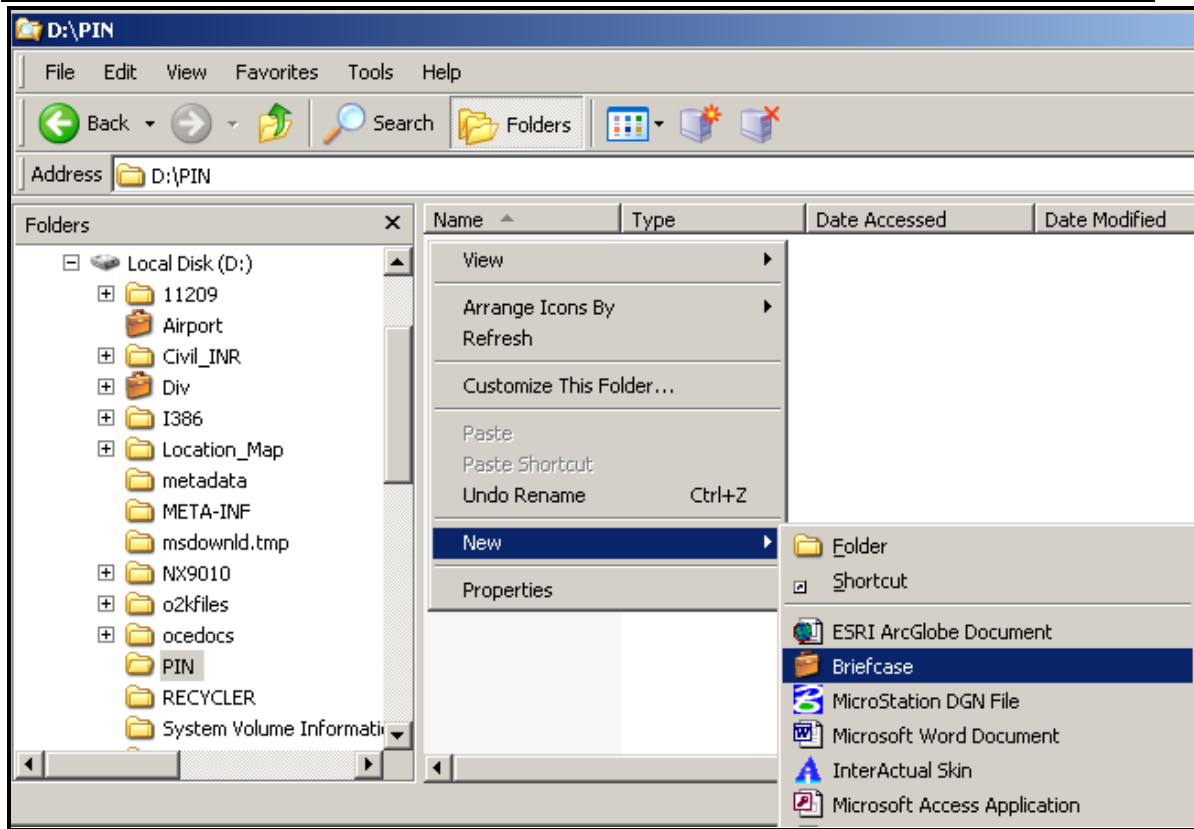 D:\PIN
File Edit View Favorites Tools Help
Back Search Folders
Address D:\PIN
Folders
Local Disk (D:)
11209
Airport
Civil_INR
Div
I386
Location_Map
metadata
META-INF
msdownld.tmp
NX9010
o2kfiles
ocedocs
PIN
RECYCLER
System Volume Informati
Name Type Date Accessed Date Modified
View
Arrange Icons By
Refresh
Customize This Folder...
Paste
Paste Shortcut
Undo Rename Ctrl+Z
New
Properties
Folder
Shortcut
ESRI ArcGlobe Document
Briefcase
MicroStation DGN File
Microsoft Word Document
InterActual Skin
Microsoft Access Application